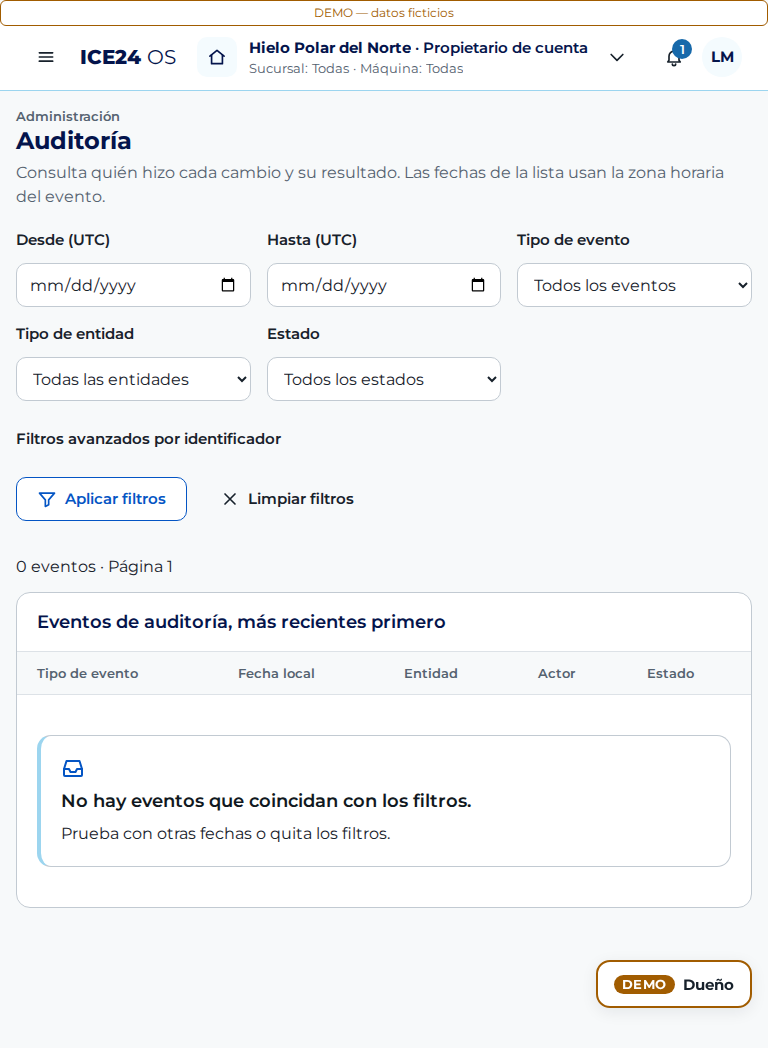 DEMO — datos ficticios
ICE24 OS
Hielo Polar del Norte · Propietario de cuenta
Sucursal: Todas · Máquina: Todas
1
LM
Administración
Auditoría
Consulta quién hizo cada cambio y su resultado. Las fechas de la lista usan la zona horaria
del evento.
Desde (UTC)
Hasta (UTC)
Tipo de evento
mm/dd/yyyy
mm/dd/yyyy
Todos los eventos
Tipo de entidad
Estado
Todas las entidades
Todos los estados
Filtros avanzados por identificador
Aplicar filtros
Limpiar filtros
0 eventos · Página 1
Eventos de auditoría, más recientes primero
Tipo de evento
Fecha local
Entidad
Actor
Estado
No hay eventos que coincidan con los filtros.
Prueba con otras fechas o quita los filtros.
DEMO Dueño